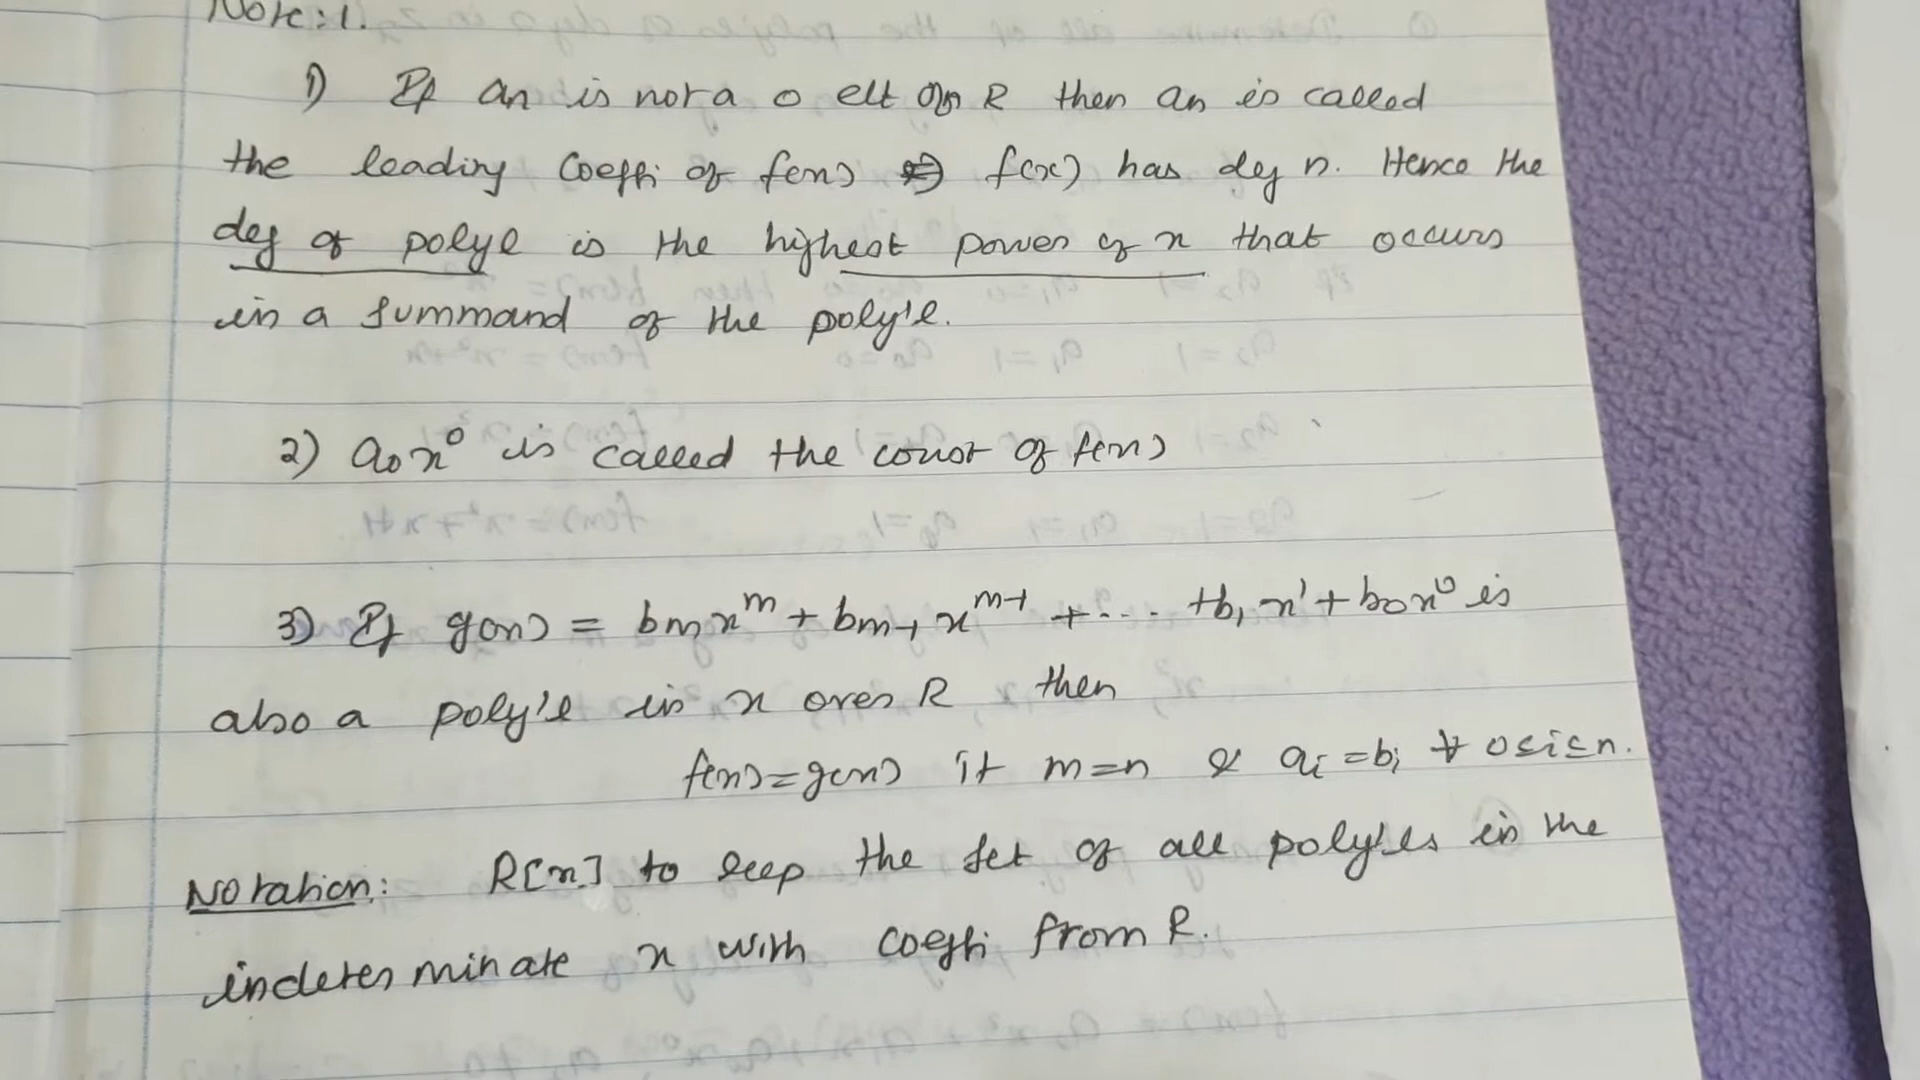 Note: 1.
1) If an is not a 0 elt of R then an is called
the leading Coeffi of f(x) ⇔ f(x) has deg n. Hence the
deg of polyl is the highest power of x that occurs
in a summand of the poly'l.
2) a₀x⁰ is called the const of f(x)
3) If g(x) = bₘxᵐ + bₘ₋₁xᵐ⁻¹ + ... +b₁x¹+b₀x⁰ is
also a poly'l in x over R then
f(x)=g(x) if m=n & aᵢ=bᵢ ∀ 0≤i≤n.
Notation: R[x] to rep the set of all poly'ls in the
indeterminate x with coeffi from R.